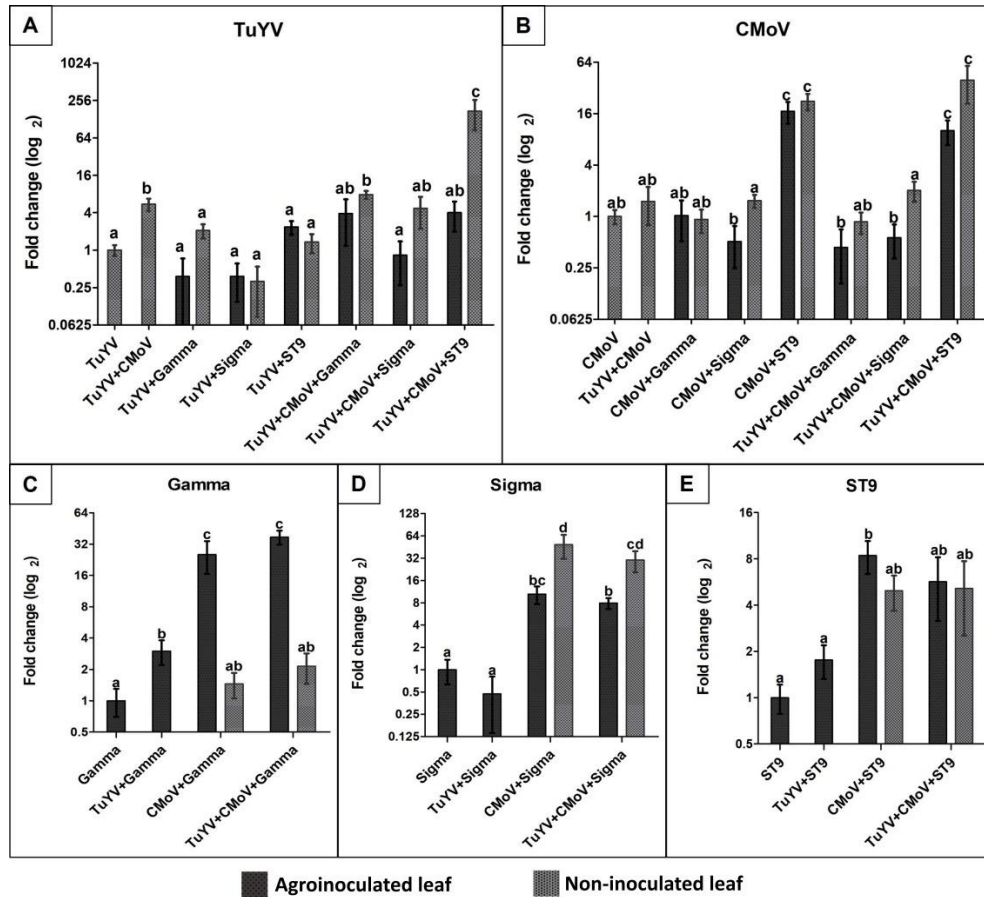 A
TuYV
Fold change (log 2)
1024
256
64
16
4
1
0.25
0.0625
a
b
a
a
a
a
a
a
ab
b
ab
ab
ab
c
TuYV
TuYV+CMoV
TuYV+Gamma
TuYV+Sigma
TuYV+ST9
TuYV+CMoV+Gamma
TuYV+CMoV+Sigma
TuYV+CMoV+ST9
B
CMoV
Fold change (log 2)
64
16
4
1
0.25
0.0625
ab
ab
ab
ab
b
a
c
c
b
ab
b
a
c
c
CMoV
TuYV+CMoV
CMoV+Gamma
CMoV+Sigma
CMoV+ST9
TuYV+CMoV+Gamma
TuYV+CMoV+Sigma
TuYV+CMoV+ST9
C
Gamma
Fold change (log 2)
64
32
16
8
4
2
1
0.5
a
b
c
ab
c
ab
Gamma
TuYV+Gamma
CMoV+Gamma
TuYV+CMoV+Gamma
D
Sigma
Fold change (log 2)
128
64
32
16
8
4
2
1
0.5
0.25
0.125
a
a
bc
d
b
cd
Sigma
TuYV+Sigma
CMoV+Sigma
TuYV+CMoV+Sigma
E
ST9
Fold change (log 2)
16
8
4
2
1
0.5
a
a
b
ab
ab
ab
ST9
TuYV+ST9
CMoV+ST9
TuYV+CMoV+ST9
Agroinoculated leaf
Non-inoculated leaf